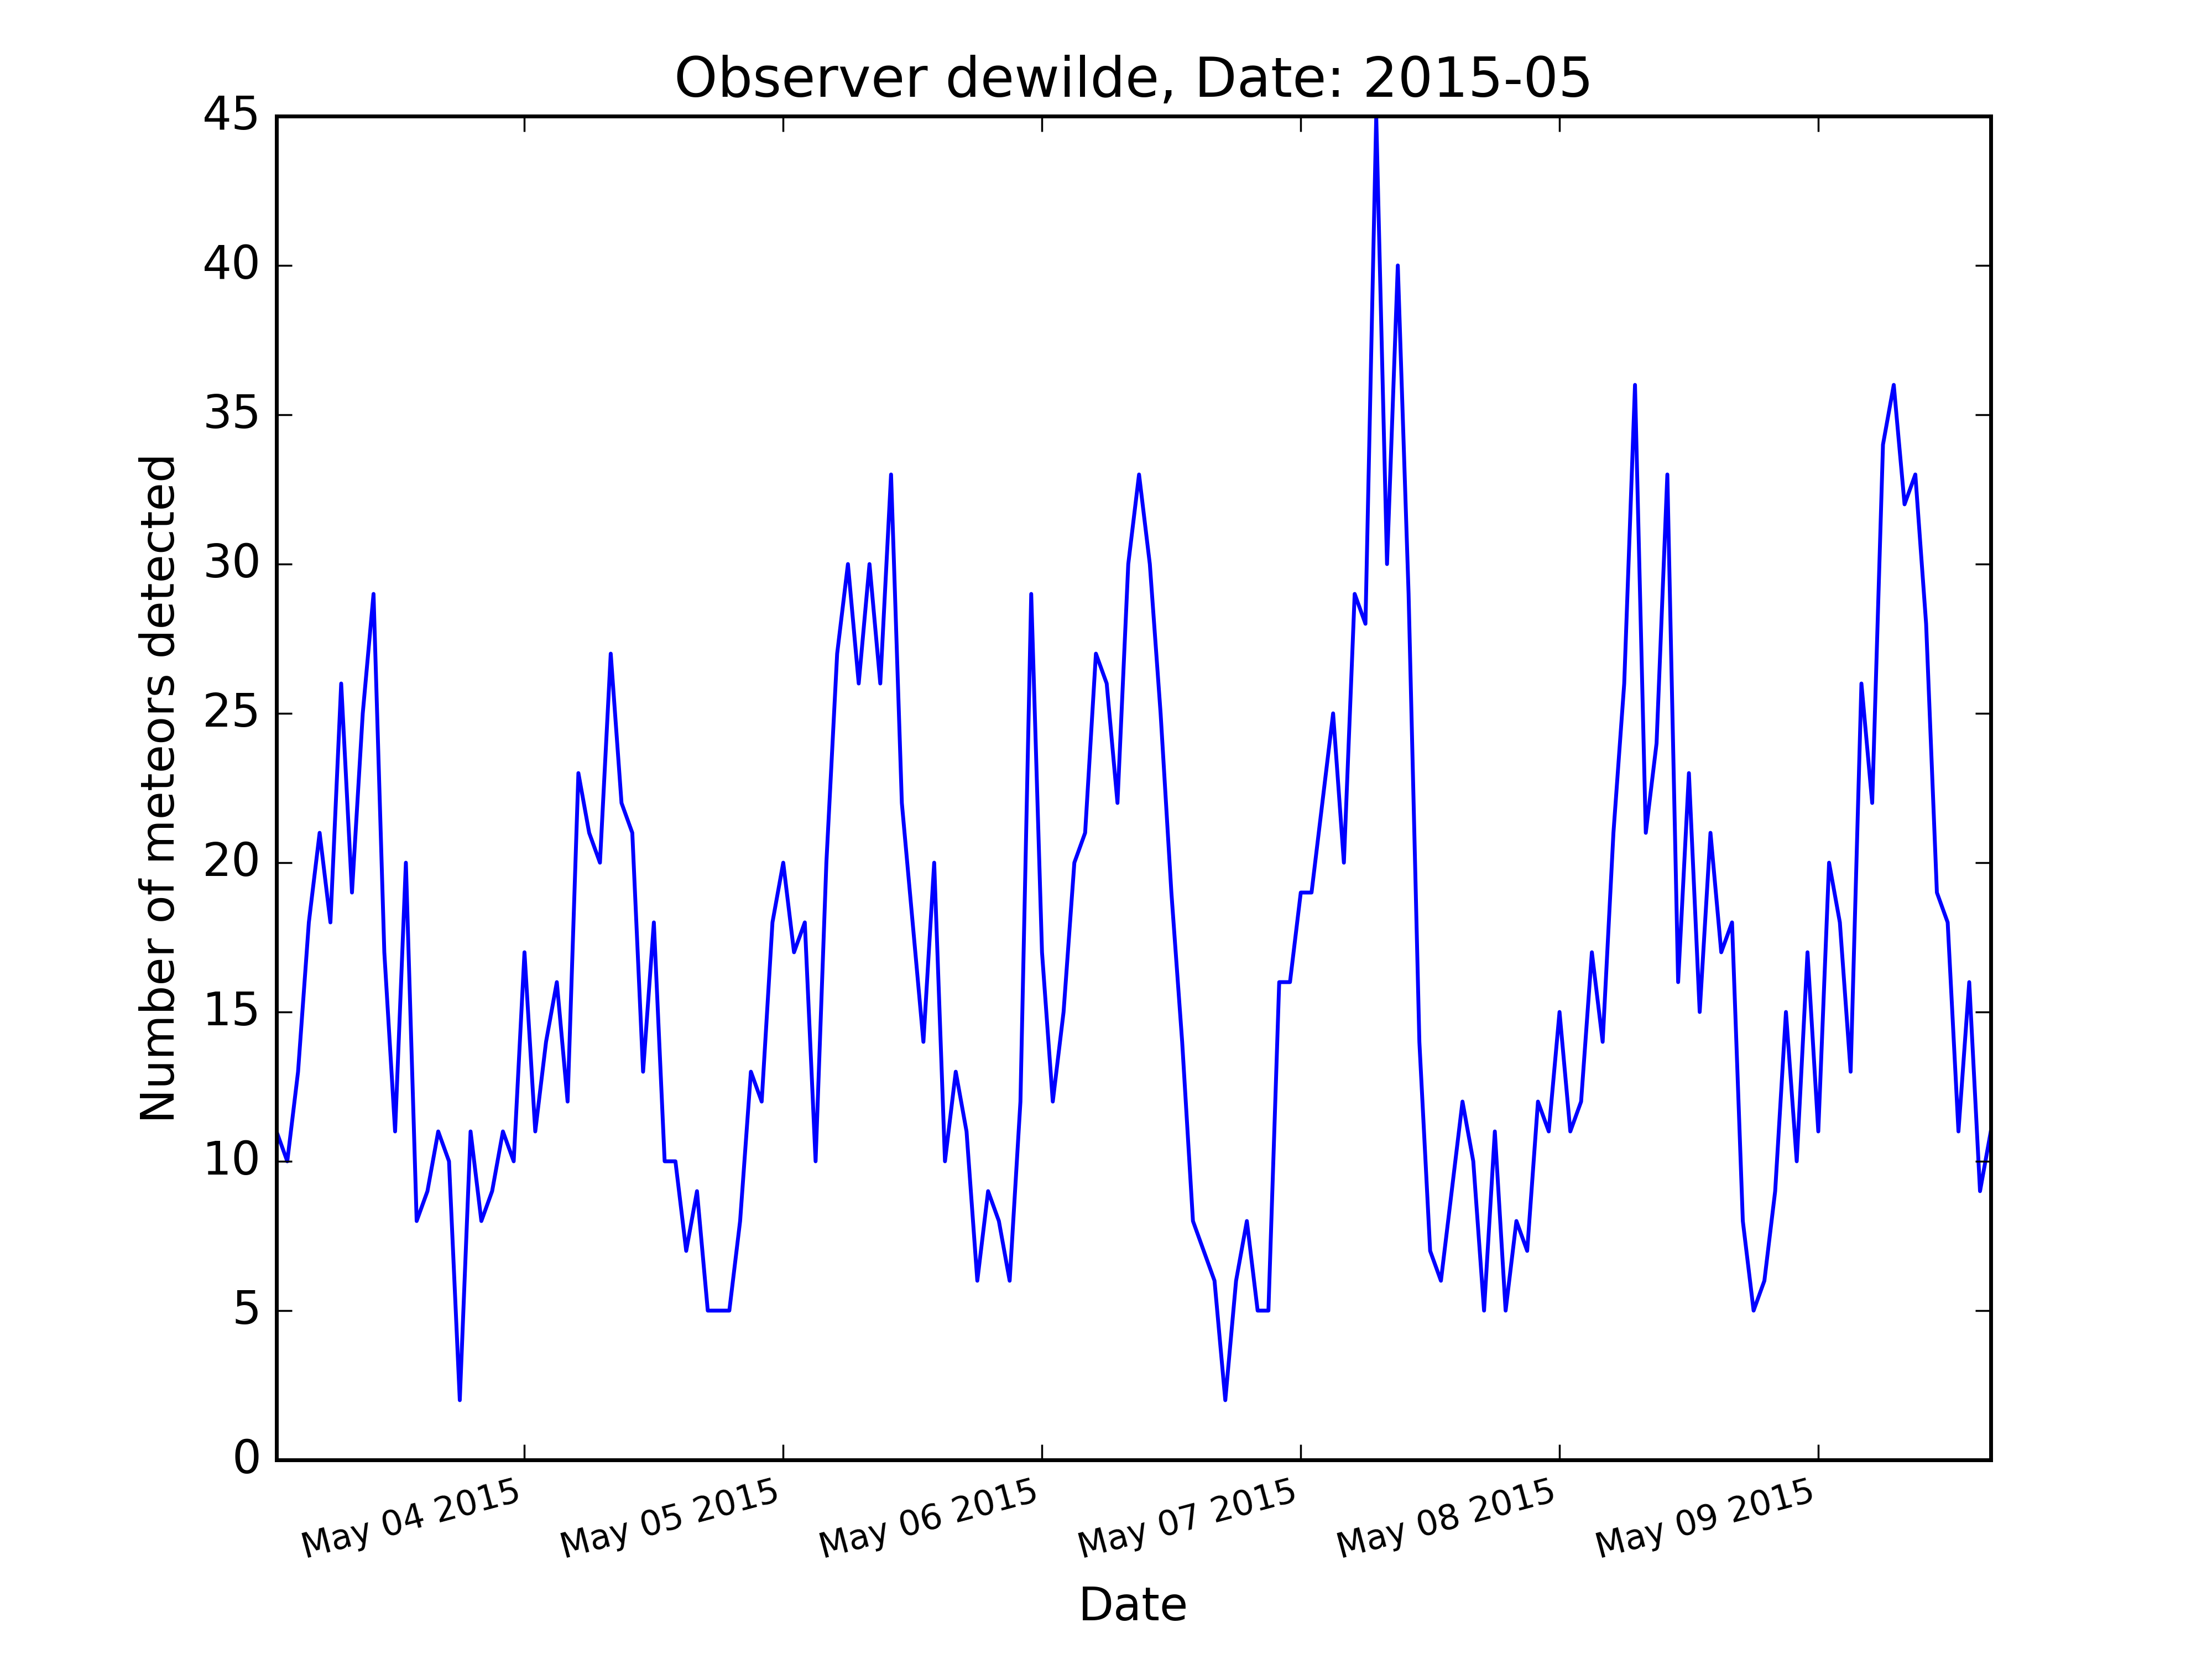 Observer dewilde, Date: 2015-05
45
40
35
30
25
20
15
10
5
0
Number of meteors detected
May 04 2015
May 05 2015
May 06 2015
May 07 2015
May 08 2015
May 09 2015
Date